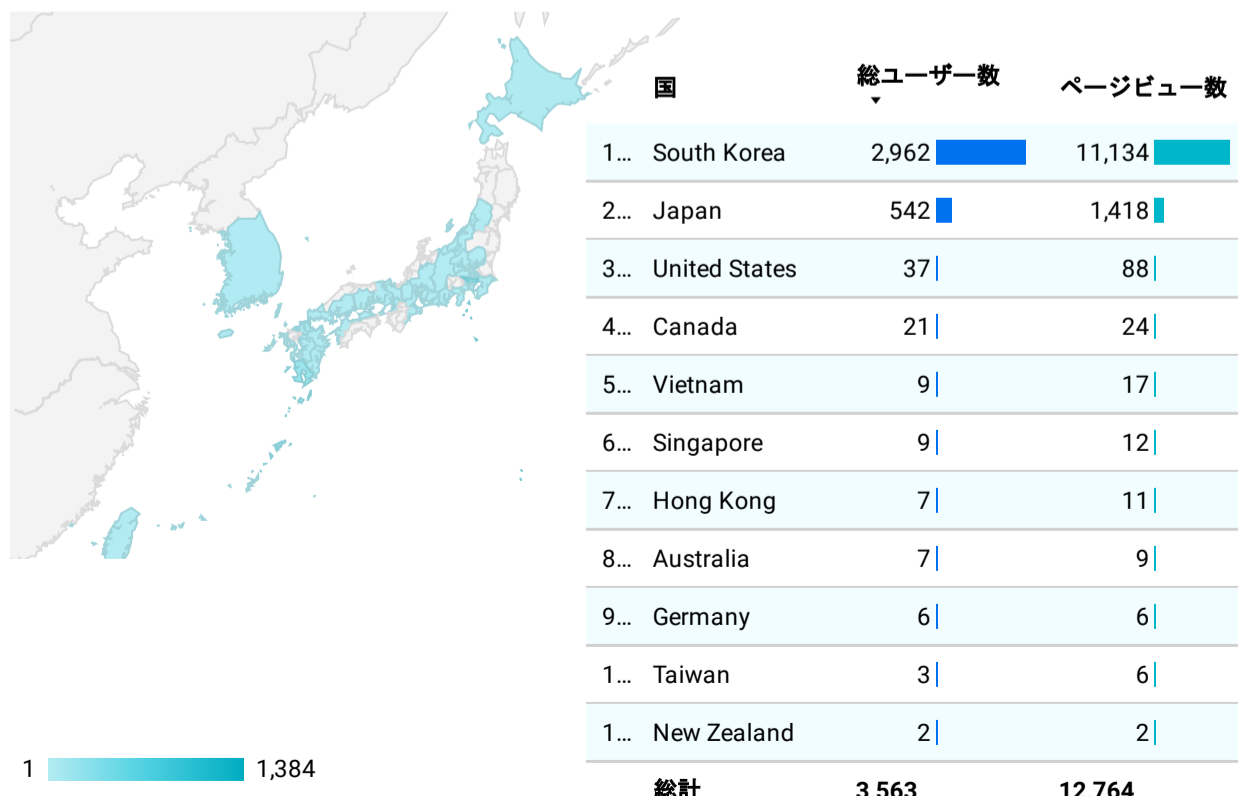 国 総ユーザー数 ページビュー数
1... South Korea 2,962 11,134
2... Japan 542 1,418
3... United States 37 88
4... Canada 21 24
5... Vietnam 9 17
6... Singapore 9 12
7... Hong Kong 7 11
8... Australia 7 9
9... Germany 6 6
1... Taiwan 3 6
1... New Zealand 2 2
総計 3,563 12,764
1 1,384